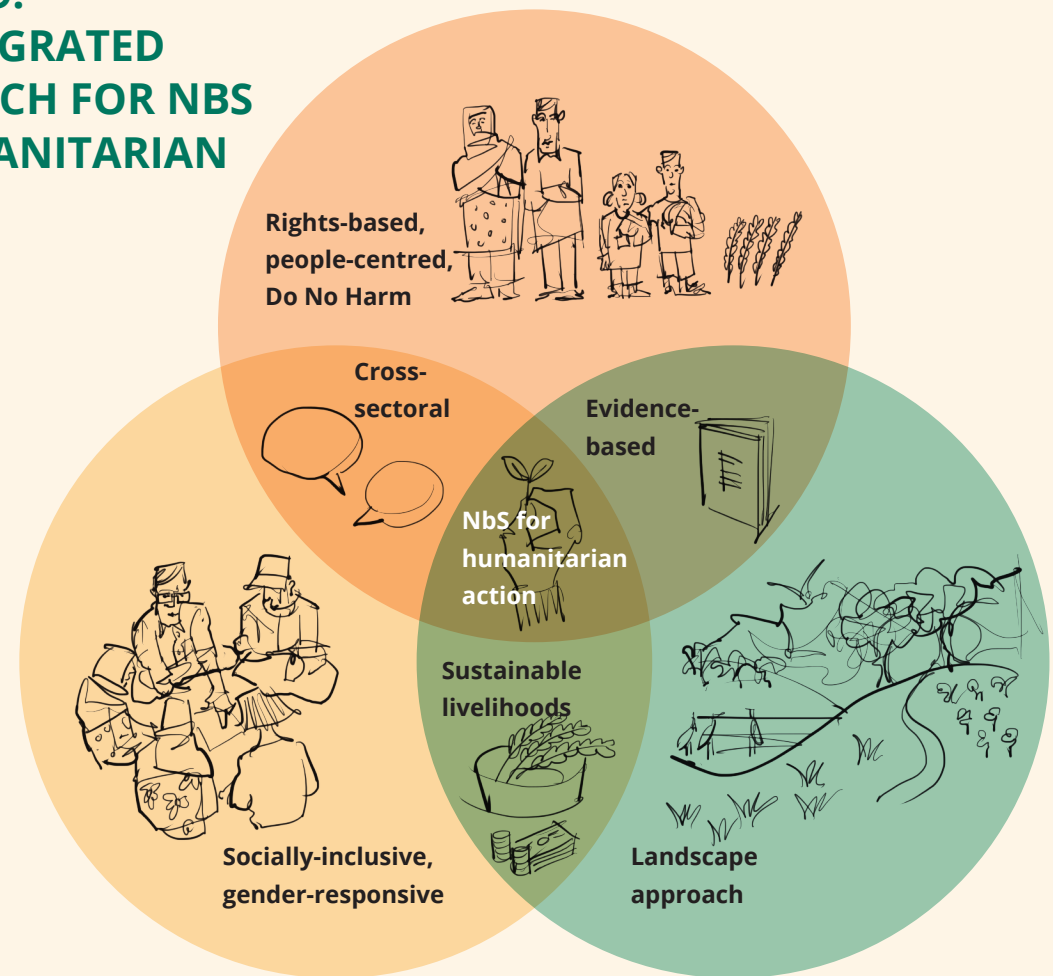 GRATED
CH FOR NBS
ANITARIAN
Rights-based,
people-centred,
Do No Harm
Cross-
sectoral
Evidence-
based
NbS for
humanitarian
action
Sustainable
livelihoods
Socially-inclusive,
gender-responsive
Landscape
approach